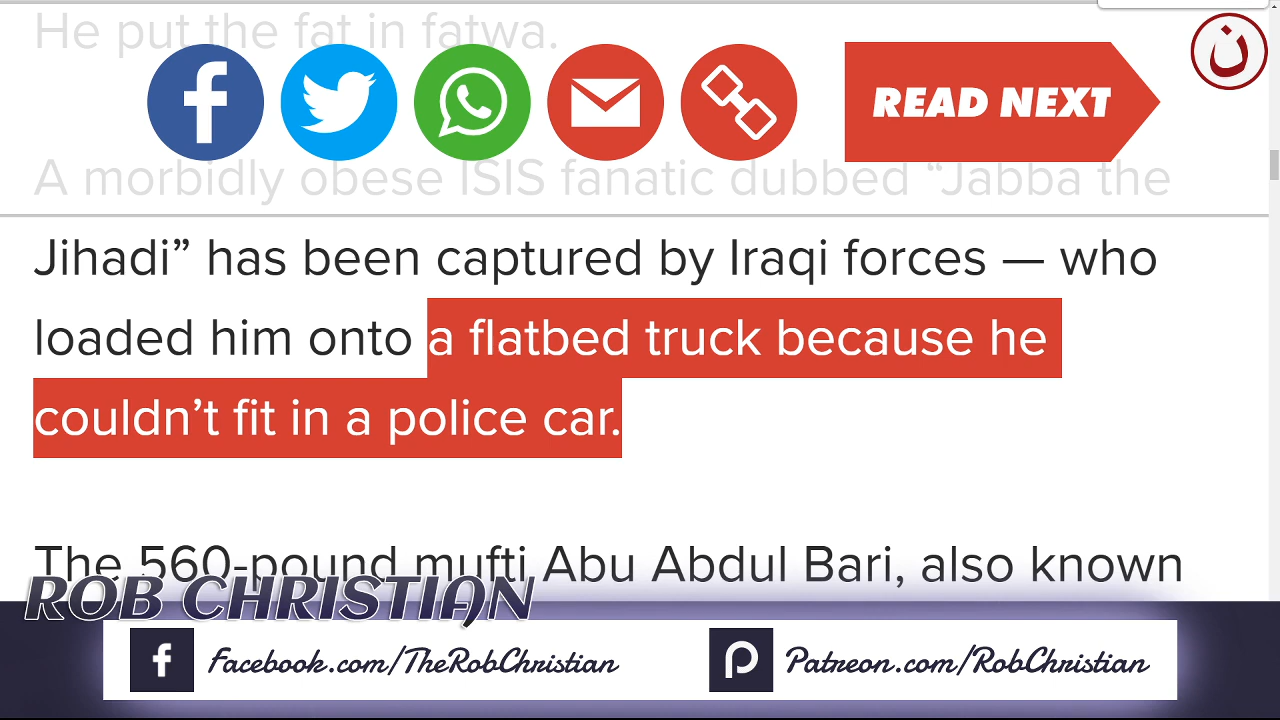 He put the fat in fatwa.
READ NEXT
ن
A morbidly obese ISIS fanatic dubbed “Jabba the
Jihadi” has been captured by Iraqi forces — who
loaded him onto a flatbed truck because he
couldn’t fit in a police car.
The 560-pound mufti Abu Abdul Bari, also known
ROB CHRISTIAN
Facebook.com/TheRobChristian
Patreon.com/RobChristian